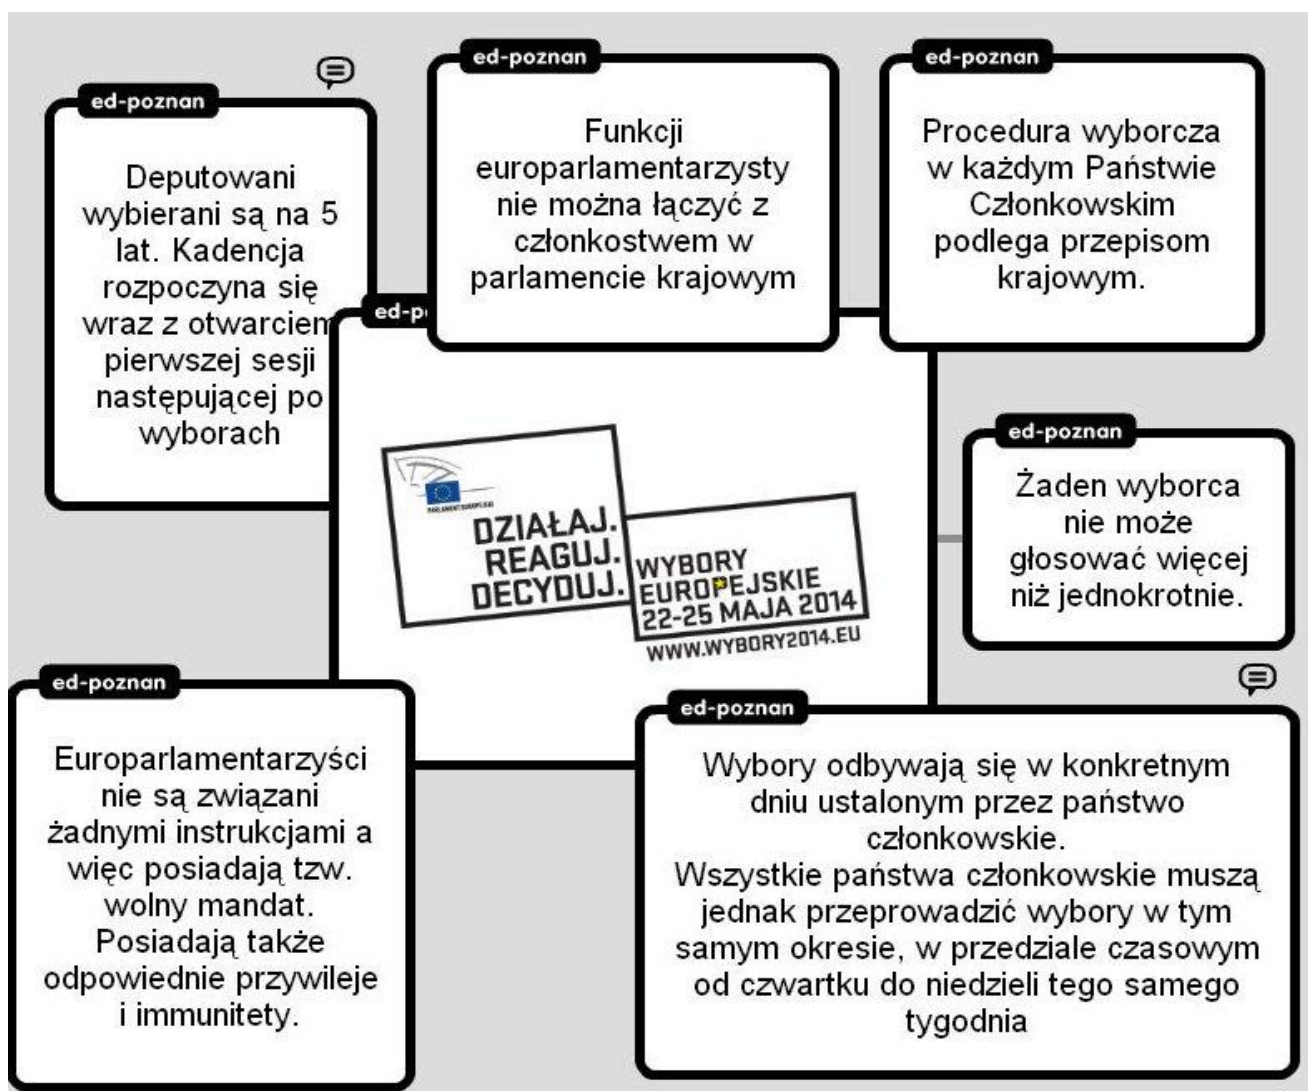 ed-poznan
Deputowani
wybierani są na 5
lat. Kadencja
rozpoczyna się
wraz z otwarciem
pierwszej sesji
następującej po
wyborach
ed-poznan
Funkcji
europarlamentarzysty
nie można łączyć z
członkostwem w
parlamencie krajowym
ed-poznan
Procedura wyborcza
w każdym Państwie
Członkowskim
podlega przepisom
krajowym.
ed-p
PARLAMENT EUROPEJSKI
DZIAŁAJ.
REAGUJ.
DECYDUJ.
WYBORY
EUROPEJSKIE
22-25 MAJA 2014
WWW.WYBORY2014.EU
ed-poznan
Żaden wyborca
nie może
głosować więcej
niż jednokrotnie.
ed-poznan
Europarlamentarzyści
nie są związani
żadnymi instrukcjami a
więc posiadają tzw.
wolny mandat.
Posiadają także
odpowiednie przywileje
i immunitety.
ed-poznan
Wybory odbywają się w konkretnym
dniu ustalonym przez państwo
członkowskie.
Wszystkie państwa członkowskie muszą
jednak przeprowadzić wybory w tym
samym okresie, w przedziale czasowym
od czwartku do niedzieli tego samego
tygodnia